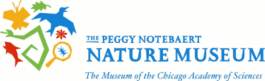 THE PEGGY NOTEBAERT
NATURE MUSEUM
The Museum of the Chicago Academy of Sciences